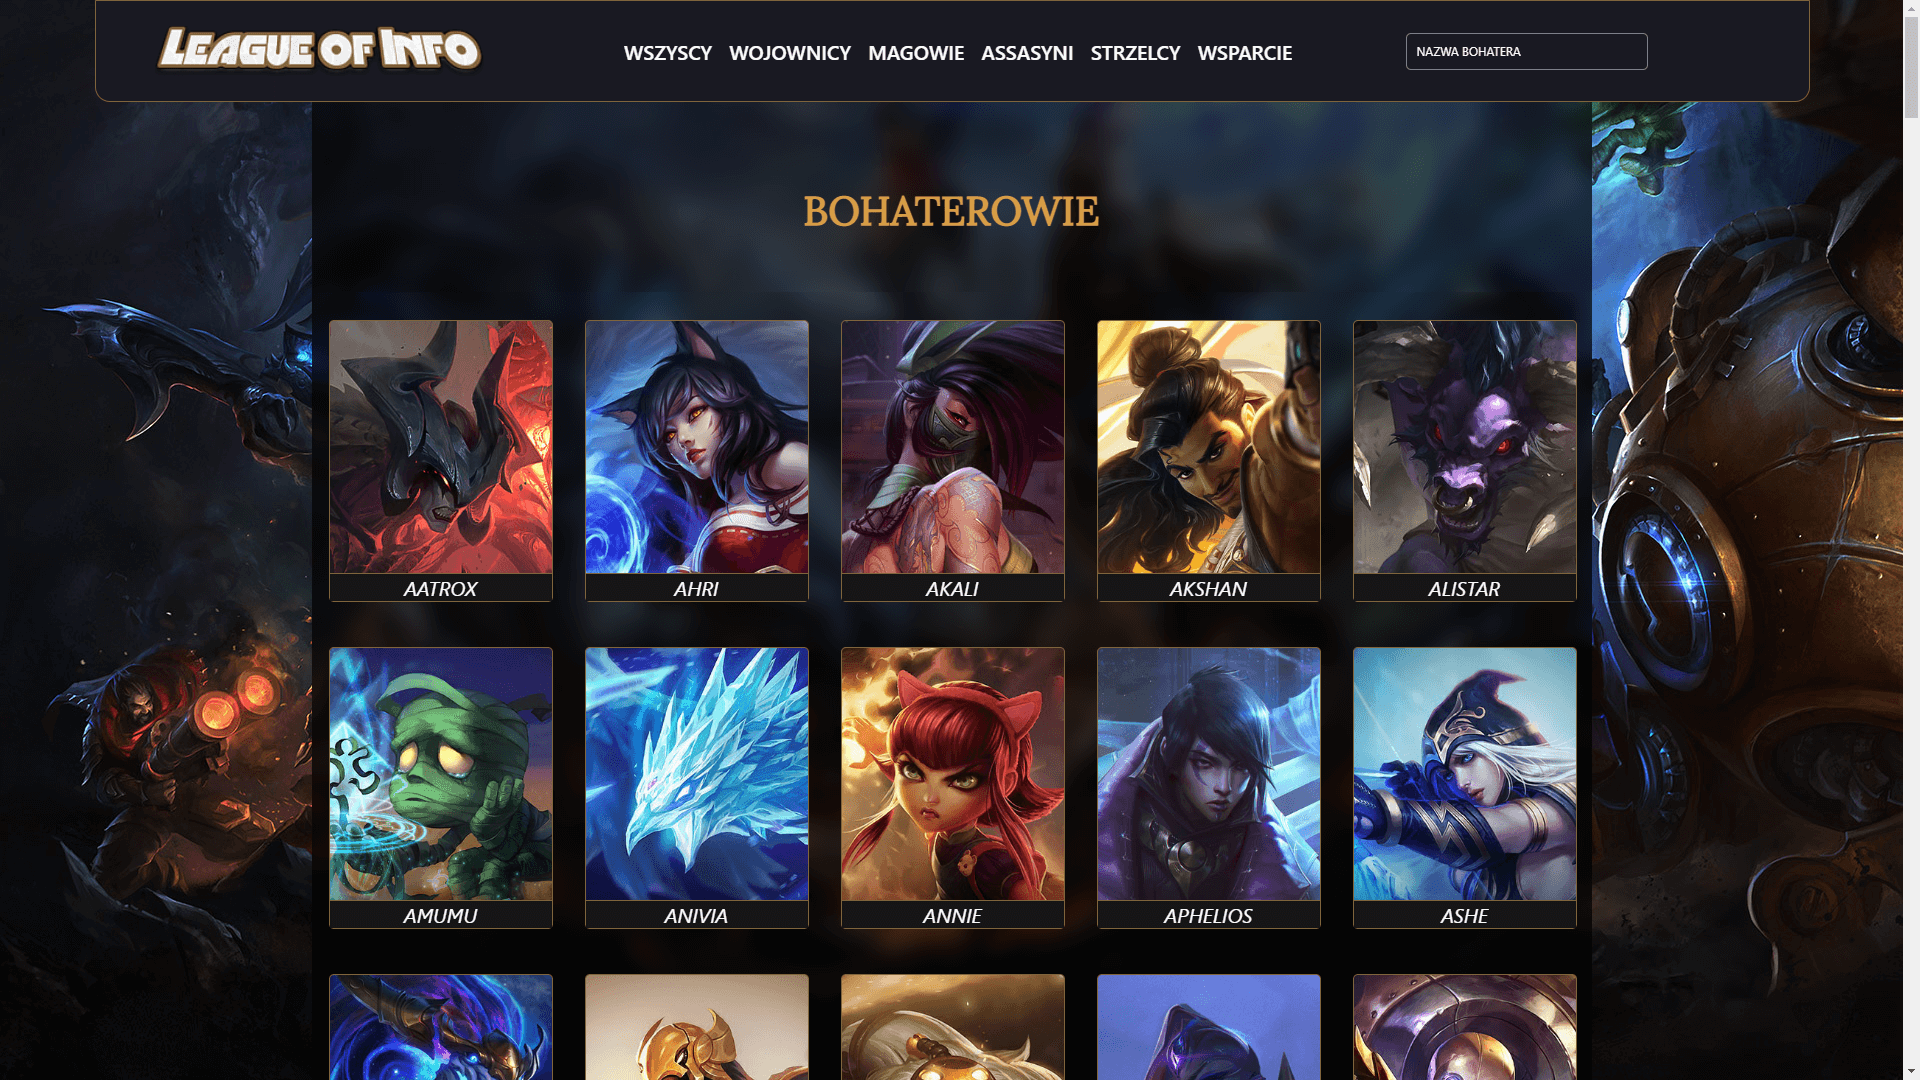 LEAGUE OF INFO
WSZYSCY WOJOWNICY MAGOWIE ASSASYNI STRZELCY WSPARCIE
NAZWA BOHATERA
BOHATEROWIE
AATROX AHRI AKALI AKSHAN ALISTAR
AMUMU ANIVIA ANNIE APHELIOS ASHE